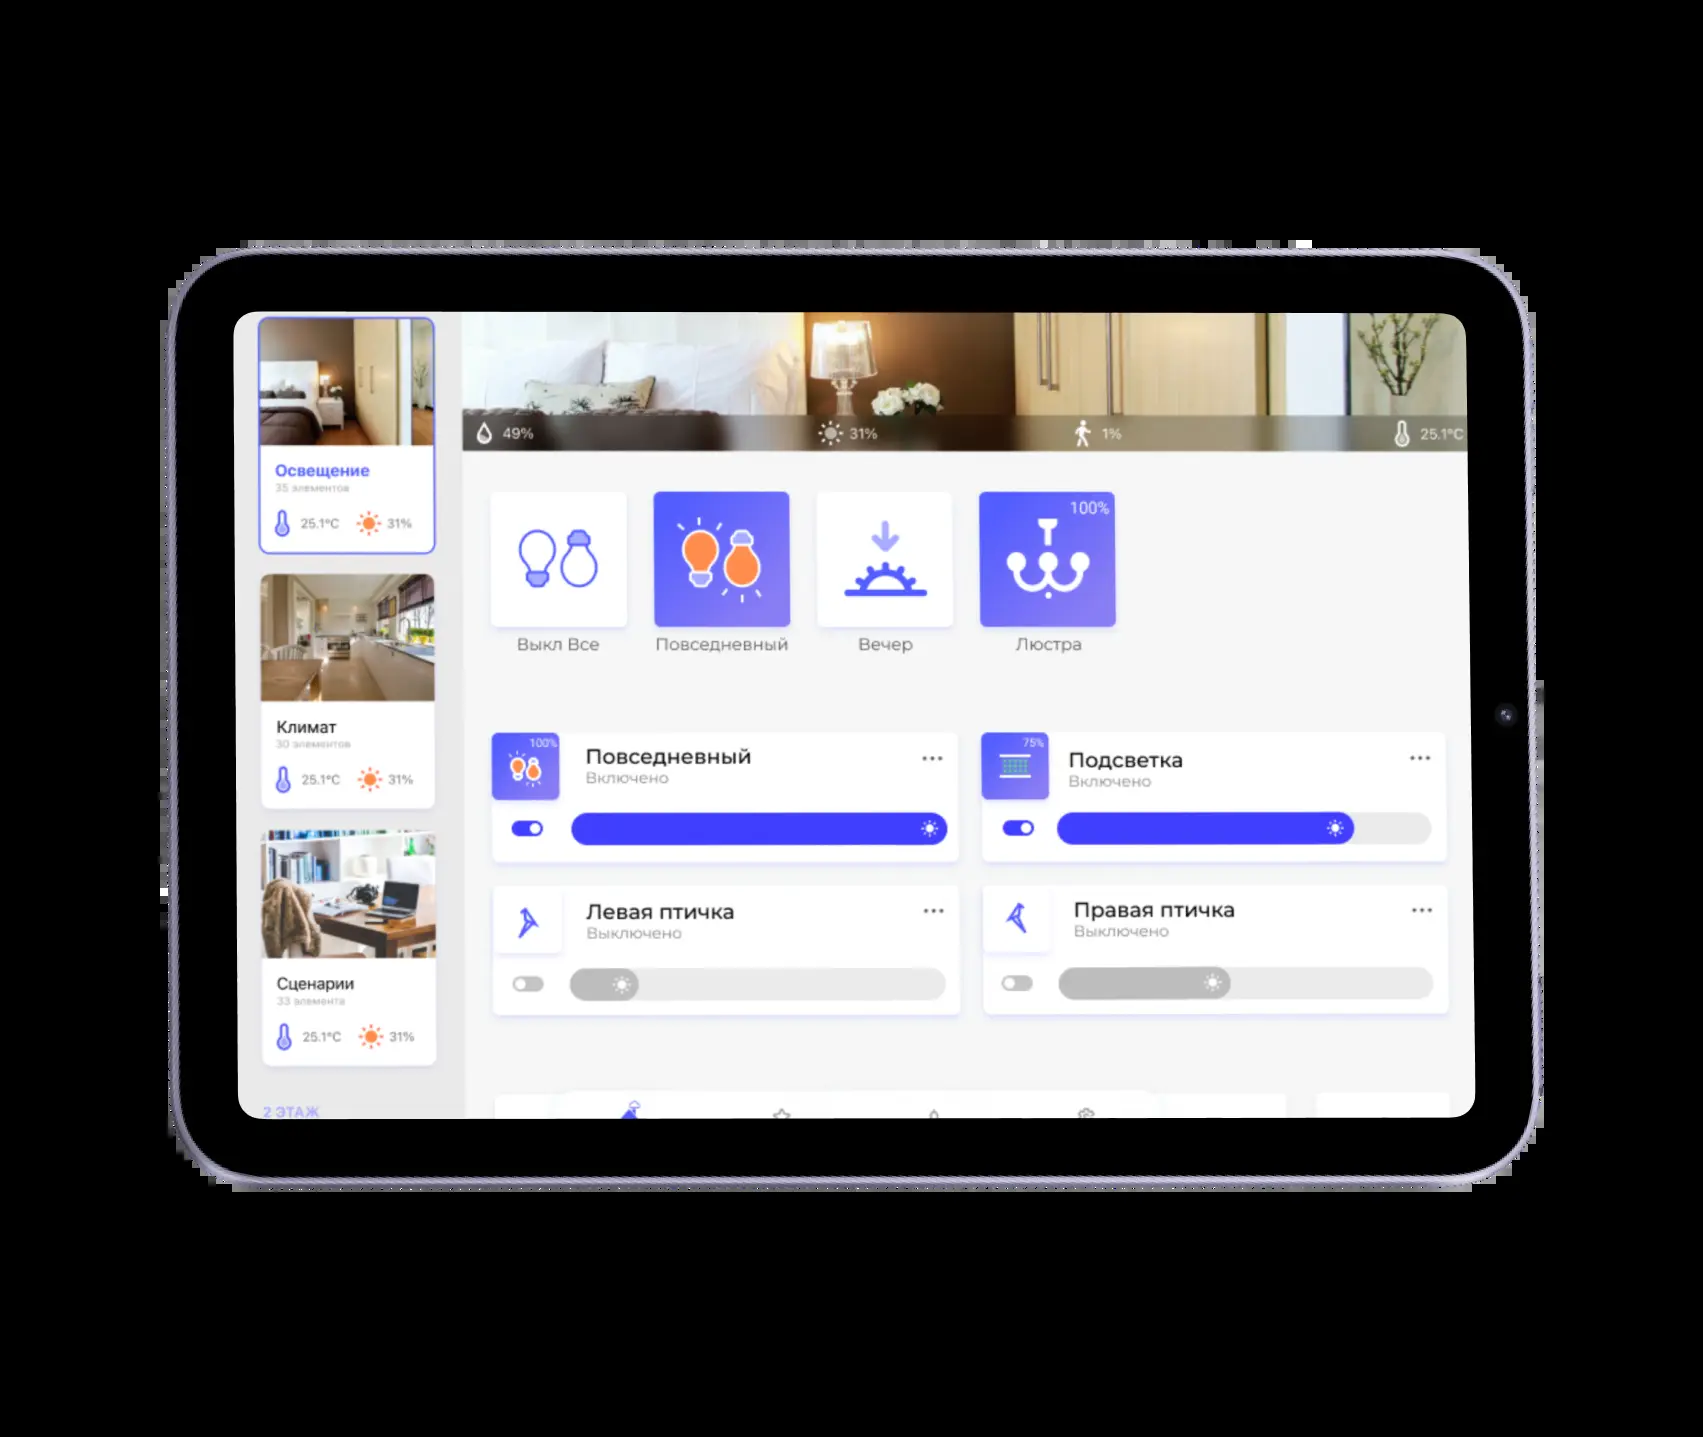 Освещение
35 элементов
25.1°C 31%
Климат
30 элементов
25.1°C 31%
Сценарии
33 элемента
25.1°C 31%
2 ЭТАЖ
49% 31% 1% 25.1°C
100%
Выкл Все Повседневный Вечер Люстра
100%
Повседневный
Включено
75%
Подсветка
Включено
Левая птичка
Выключено
Правая птичка
Выключено